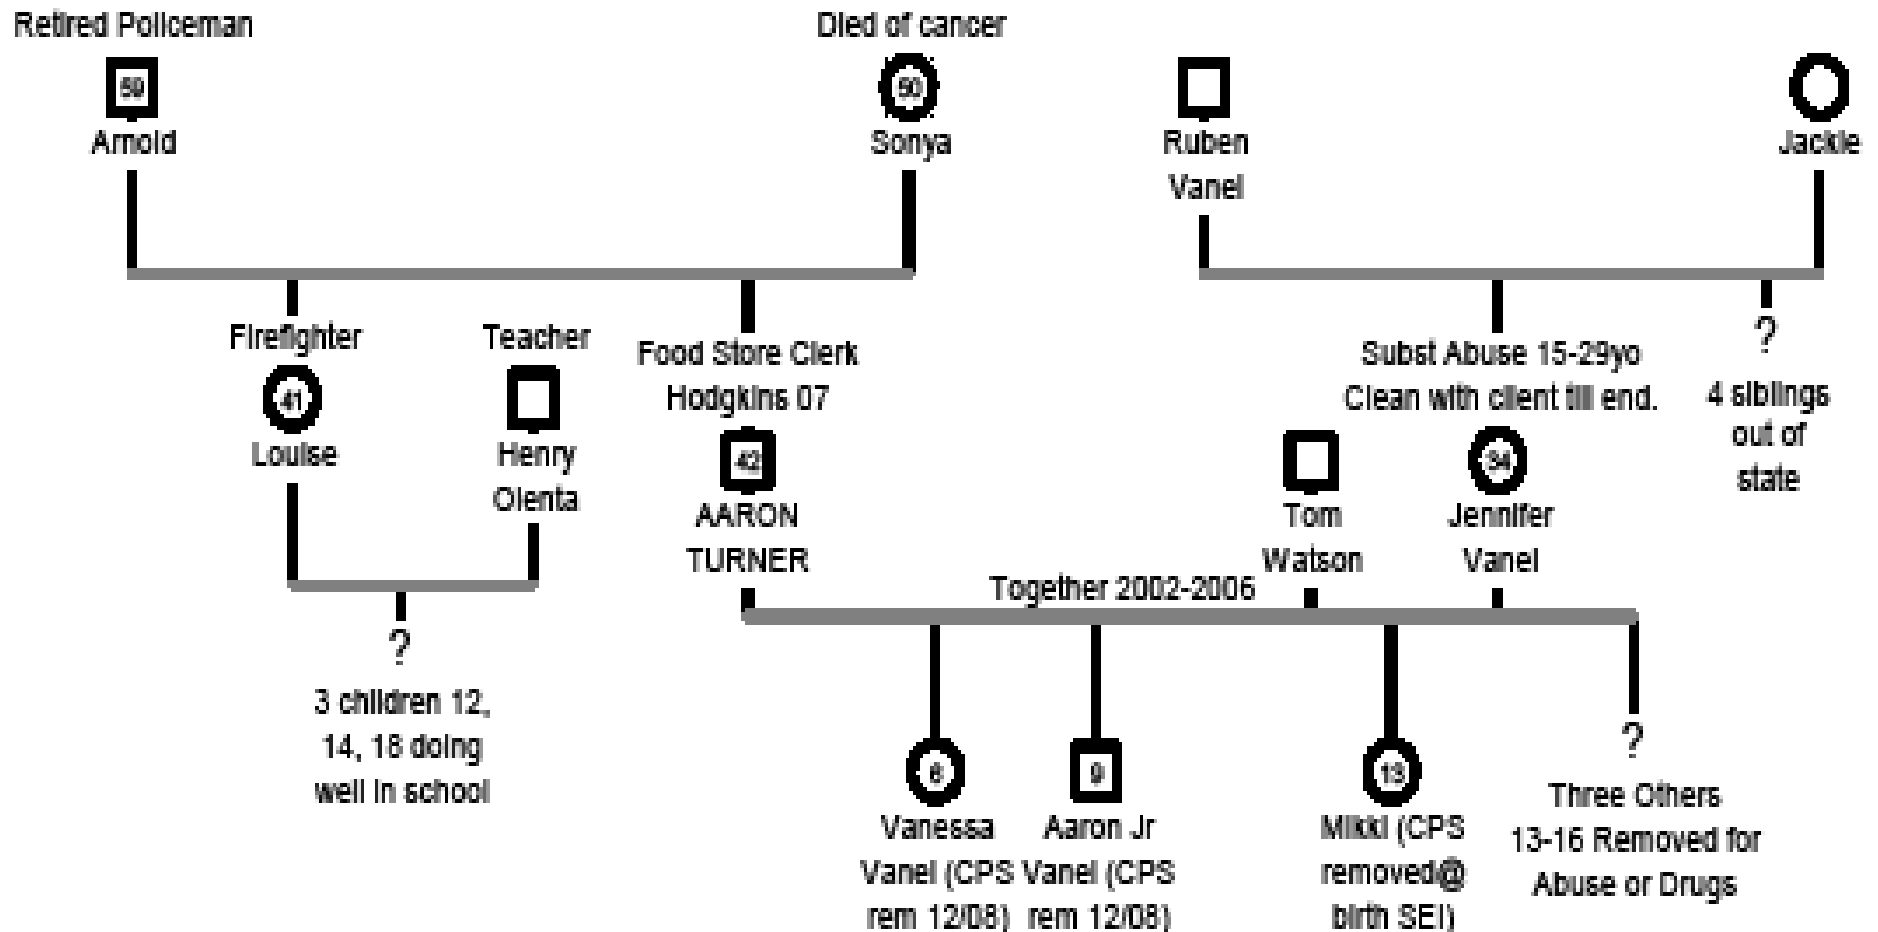 Retired Policeman
Died of cancer
59
50
Arnold
Sonya
Ruben
Vanel
Jackie
Firefighter
Teacher
Food Store Clerk
Hodgkins 07
Subst Abuse 15-29yo
Clean with client till end.
?
4 siblings
out of
state
41
Louise
Henry
Olenta
42
AARON
TURNER
Tom
Watson
34
Jennifer
Vanel
Together 2002-2006
?
3 children 12,
14, 18 doing
well in school
6
Vanessa
Vanel (CPS
rem 12/08)
9
Aaron Jr
Vanel (CPS
rem 12/08)
13
Mikki (CPS
removed@
birth SEI)
?
Three Others
13-16 Removed for
Abuse or Drugs